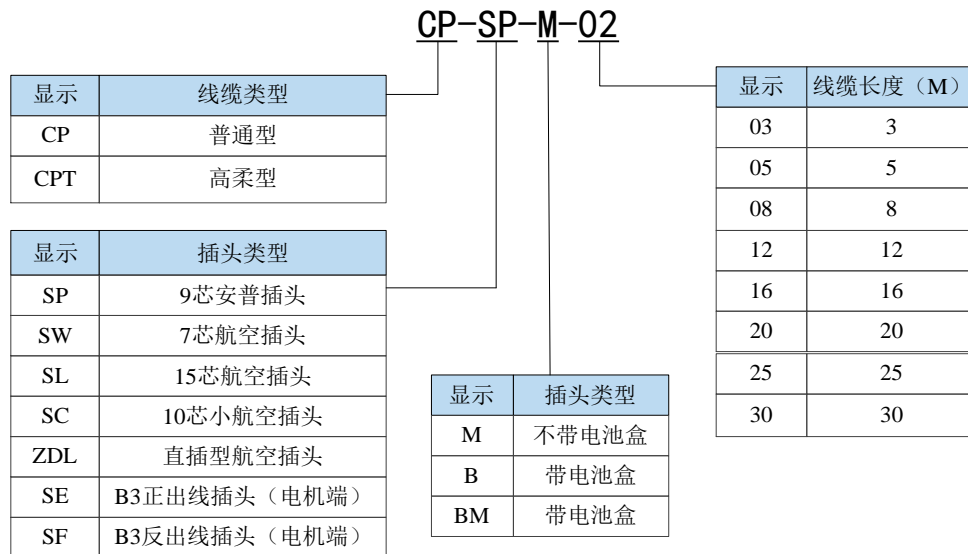 CP-SP-M-02
显示 线缆类型
CP 普通型
CPT 高柔型
显示 插头类型
SP 9芯安普插头
SW 7芯航空插头
SL 15芯航空插头
SC 10芯小航空插头
ZDL 直插型航空插头
SE B3正出线插头（电机端）
SF B3反出线插头（电机端）
显示 插头类型
M 不带电池盒
B 带电池盒
BM 带电池盒
显示 线缆长度（M）
03 3
05 5
08 8
12 12
16 16
20 20
25 25
30 30